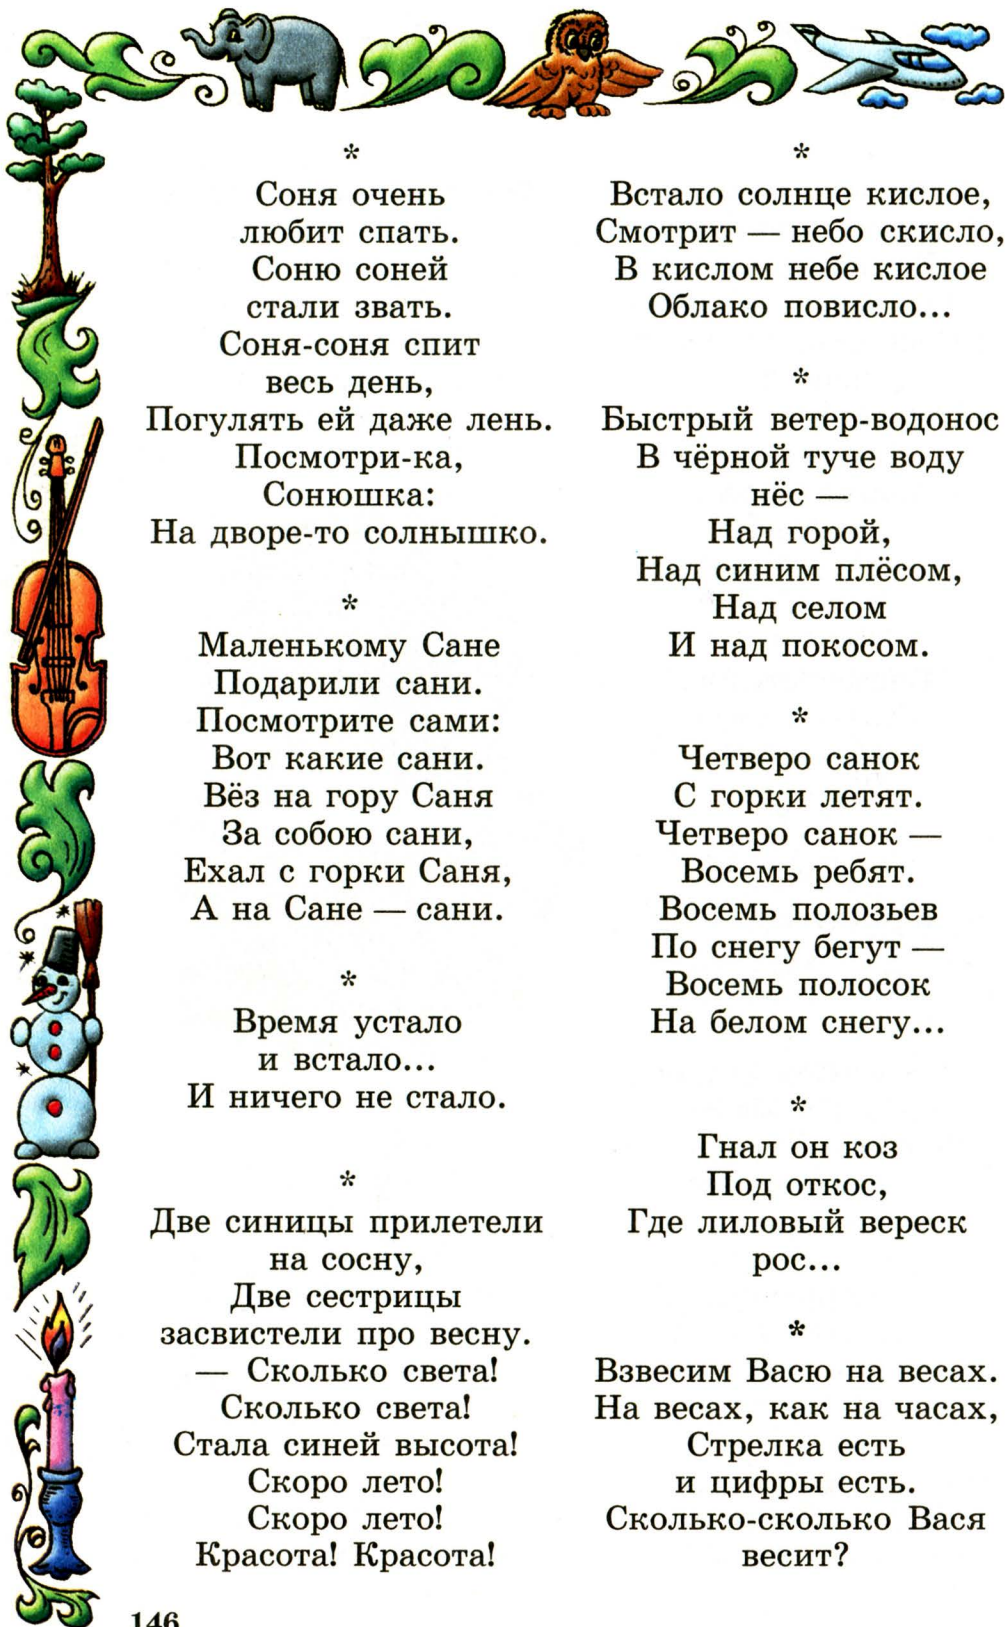 *
Соня очень
любит спать.
Соню соней
стали звать.
Соня-соня спит
весь день,
Погулять ей даже лень.
Посмотри-ка,
Сонюшка:
На дворе-то солнышко.
*
Маленькому Сане
Подарили сани.
Посмотрите сами:
Вот какие сани.
Вёз на гору Саня
За собою сани,
Ехал с горки Саня,
А на Сане — сани.
*
Время устало
и встало...
И ничего не стало.
*
Две синицы прилетели
на сосну,
Две сестрицы
засвистели про весну.
— Сколько света!
Сколько света!
Стала синей высота!
Скоро лето!
Скоро лето!
Красота! Красота!
*
Встало солнце кислое,
Смотрит — небо скисло,
В кислом небе кислое
Облако повисло...
*
Быстрый ветер-водонос
В чёрной туче воду
нёс —
Над горой,
Над синим плёсом,
Над селом
И над покосом.
*
Четверо санок
С горки летят.
Четверо санок —
Восемь ребят.
Восемь полозьев
По снегу бегут —
Восемь полосок
На белом снегу...
*
Гнал он коз
Под откос,
Где лиловый вереск
рос...
*
Взвесим Васю на весах.
На весах, как на часах,
Стрелка есть
и цифры есть.
Сколько-сколько Вася
весит?
146